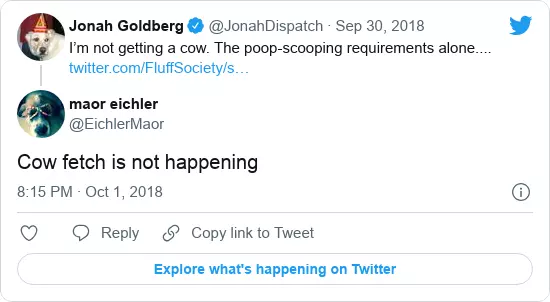 Jonah Goldberg @JonahDispatch · Sep 30, 2018
I’m not getting a cow. The poop-scooping requirements alone....
twitter.com/FluffSociety/s…
maor eichler
@EichlerMaor
Cow fetch is not happening
8:15 PM · Oct 1, 2018
Reply
Copy link to Tweet
Explore what's happening on Twitter